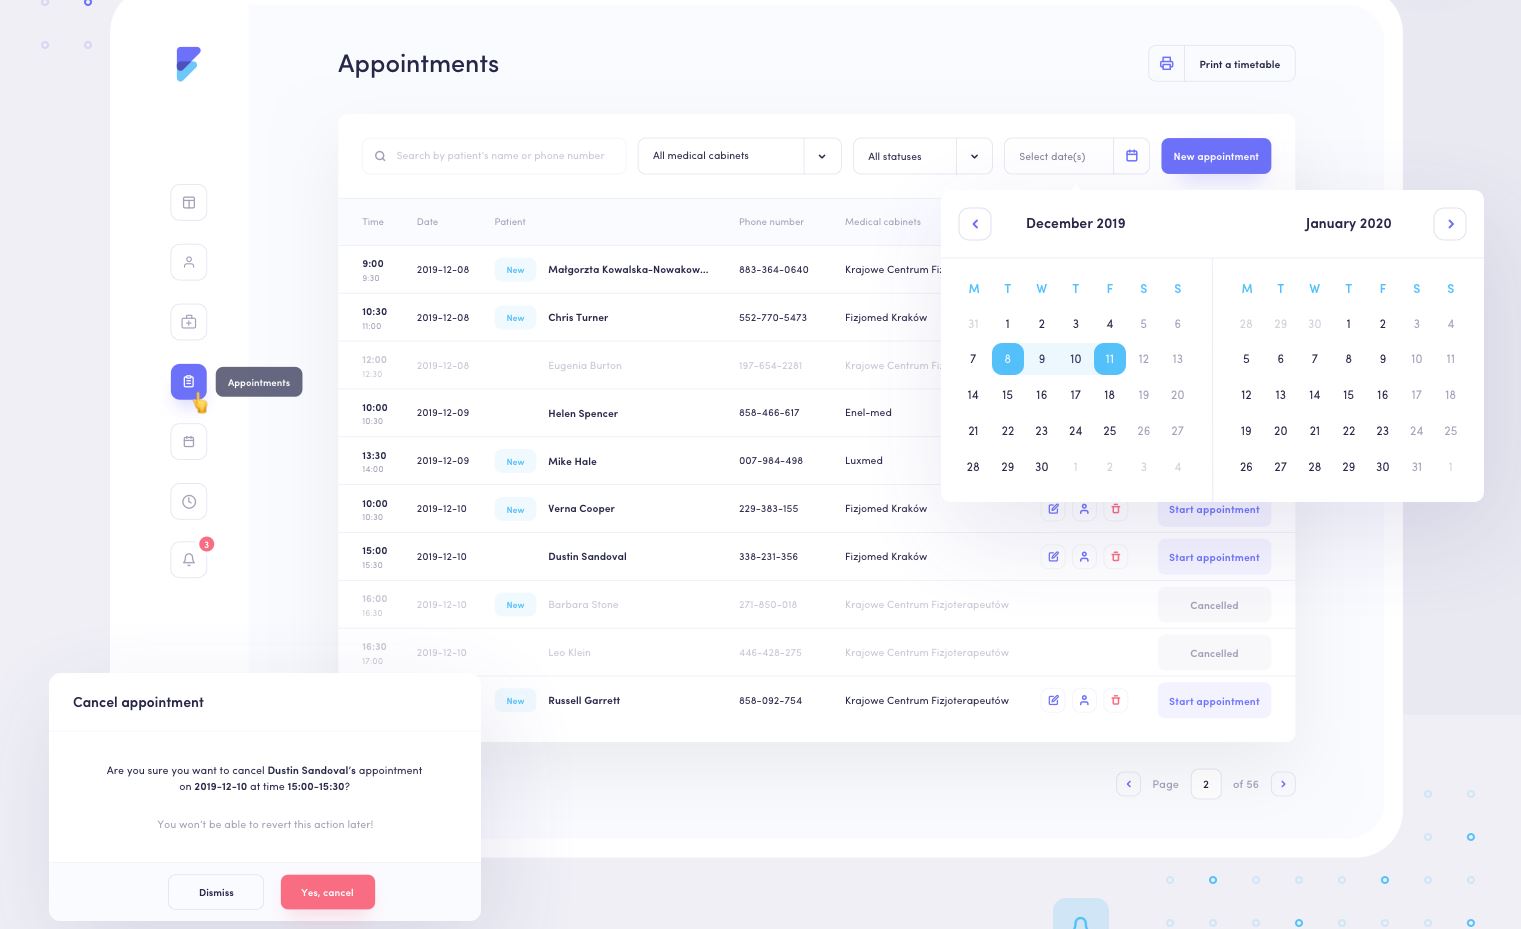 Appointments
Print a timetable
Search by patient's name or phone number
All medical cabinets
All statuses
Select date(s)
New appointment
Time Date Patient Phone number Medical cabinets
9:00
9:30
2019-12-08 New Małgorzta Kowalska-Nowakow... 883-364-0640 Krajowe Centrum Fiz
10:30
11:00
2019-12-08 New Chris Turner 552-770-5473 Fizjomed Kraków
12:00
12:30
2019-12-08 Eugenia Burton 197-654-2281 Krajowe Centrum Fiz
10:00
10:30
2019-12-09 Helen Spencer 858-466-617 Enel-med
13:30
14:00
2019-12-09 New Mike Hale 007-984-498 Luxmed
10:00
10:30
2019-12-10 New Verna Cooper 229-383-155 Fizjomed Kraków Start appointment
15:00
15:30
2019-12-10 Dustin Sandoval 338-231-356 Fizjomed Kraków Start appointment
16:00
16:30
2019-12-10 New Barbara Stone 271-850-018 Krajowe Centrum Fizjoterapeutów Cancelled
16:30
17:00
2019-12-10 Leo Klein 446-428-275 Krajowe Centrum Fizjoterapeutów Cancelled
New Russell Garrett 858-092-754 Krajowe Centrum Fizjoterapeutów Start appointment
Page 2 of 56
December 2019
M T W T F S S
31 1 2 3 4 5 6
7 8 9 10 11 12 13
14 15 16 17 18 19 20
21 22 23 24 25 26 27
28 29 30 1 2 3 4
January 2020
M T W T F S S
28 29 30 1 2 3 4
5 6 7 8 9 10 11
12 13 14 15 16 17 18
19 20 21 22 23 24 25
26 27 28 29 30 31 1
Appointments
3
Cancel appointment
Are you sure you want to cancel Dustin Sandoval's appointment
on 2019-12-10 at time 15:00-15:30?
You won't be able to revert this action later!
Dismiss
Yes, cancel